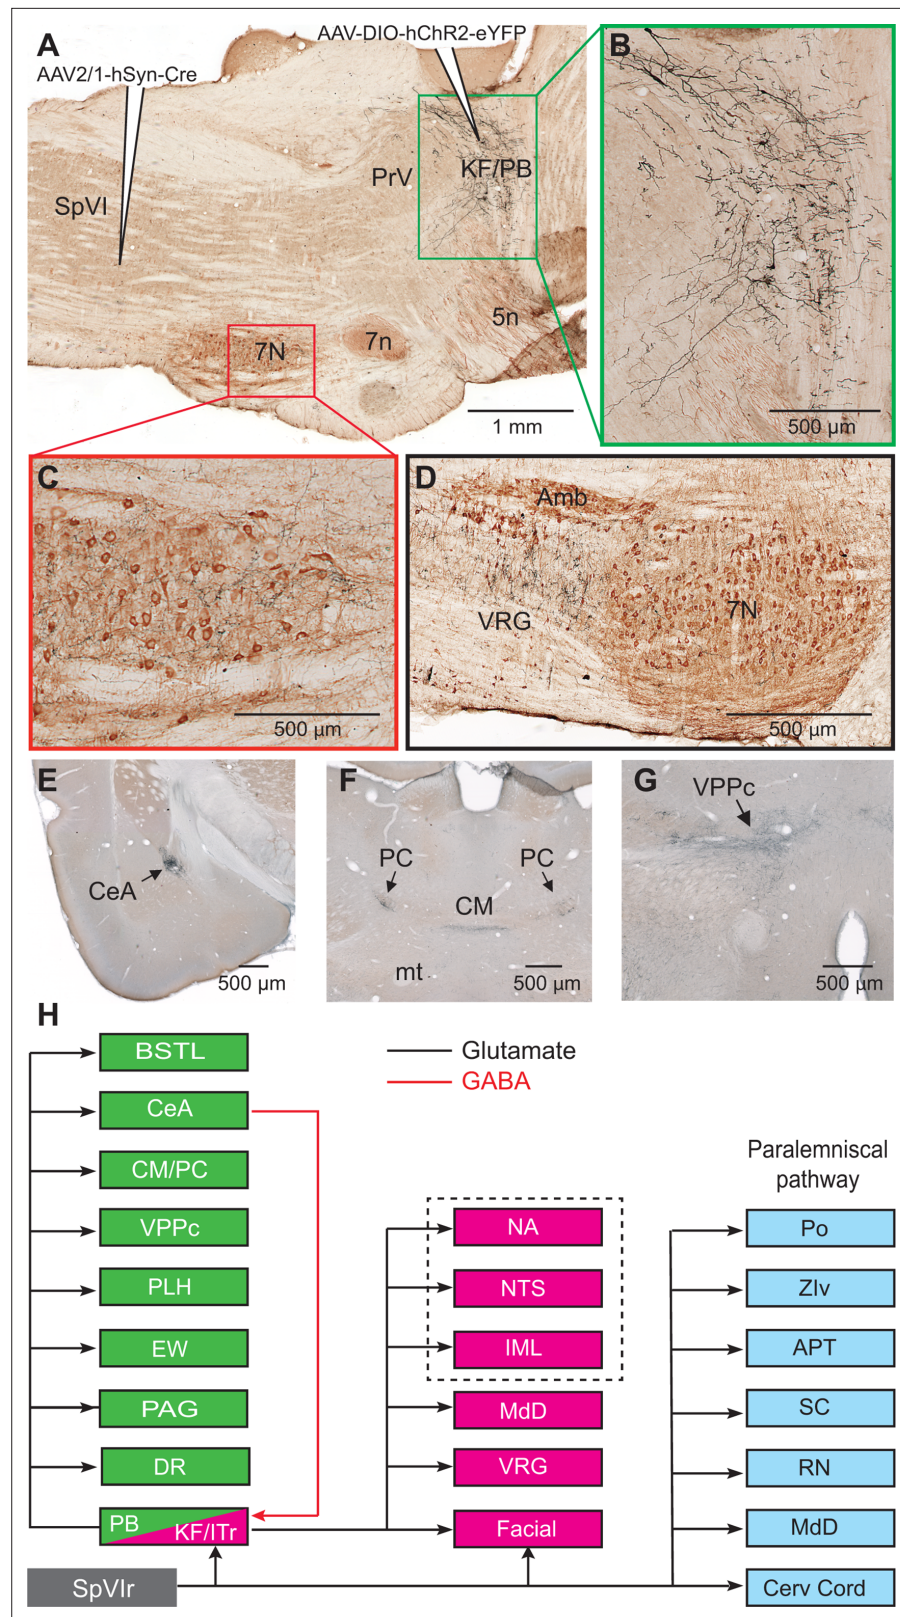 A
AAV2/1-hSyn-Cre
AAV-DIO-hChR2-eYFP
SpVI
PrV
KF/PB
7N
7n
5n
1 mm
B
500 µm
C
500 µm
D
Amb
VRG
7N
500 µm
E
CeA
500 µm
F
PC
PC
CM
mt
500 µm
G
VPPc
500 µm
H
Glutamate
GABA
BSTL
CeA
CM/PC
VPPc
PLH
EW
PAG
DR
PB
KF/ITr
SpVIr
NA
NTS
IML
MdD
VRG
Facial
Paralemniscal
pathway
Po
ZIv
APT
SC
RN
MdD
Cerv Cord